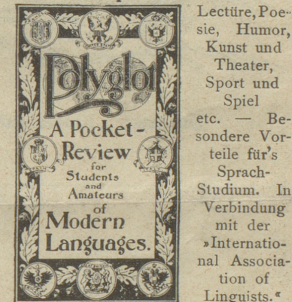 Polyglot
A Pocket-
Review
for
Students
and
Amateurs
of
Modern
Languages.
Lectüre, Poe-
sie, Humor,
Kunst und
Theater,
Sport und
Spiel
etc. — Be-
sondere Vor-
teile für's
Sprach-
Studium. In
Verbindung
mit der
»Internatio-
nal Associa-
tion of
Linguists.«